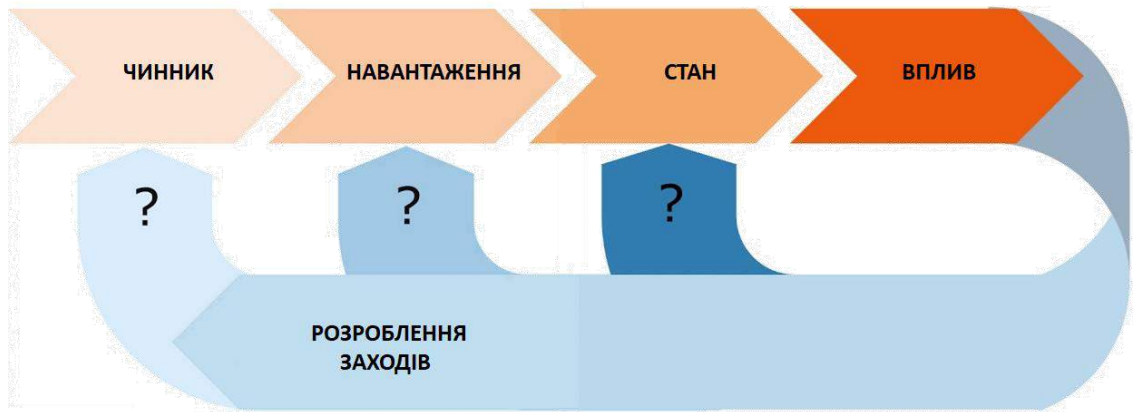 ЧИННИК
НАВАНТАЖЕННЯ
СТАН
ВПЛИВ
?
?
?
РОЗРОБЛЕННЯ
ЗАХОДІВ